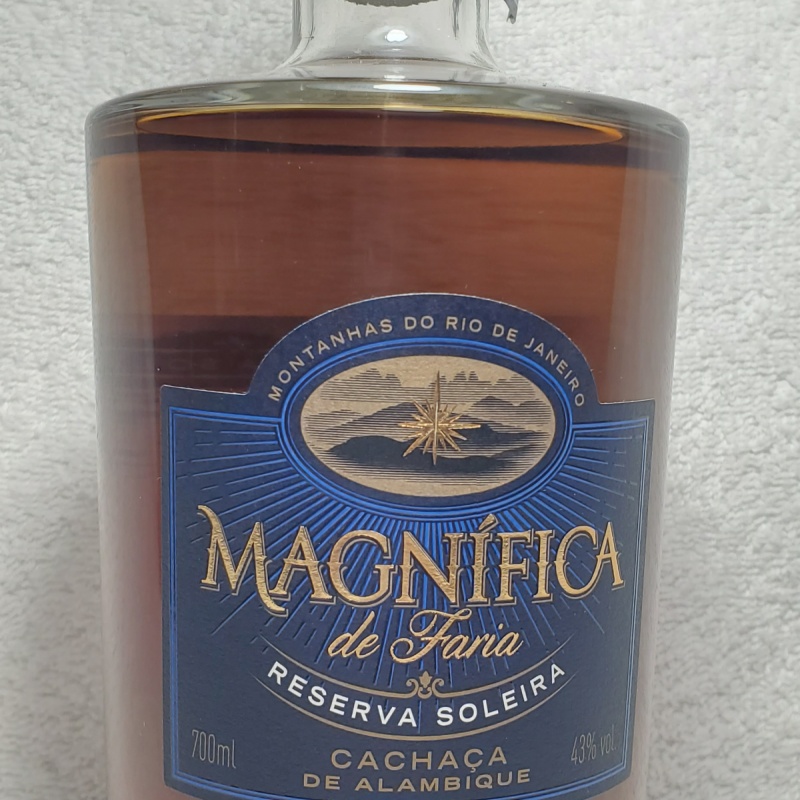 MONTANHAS DO RIO DE JANEIRO
MAGNÍFICA
de Faria
RESERVA SOLEIRA
700ml
43% vol.
CACHAÇA
DE ALAMBIQUE